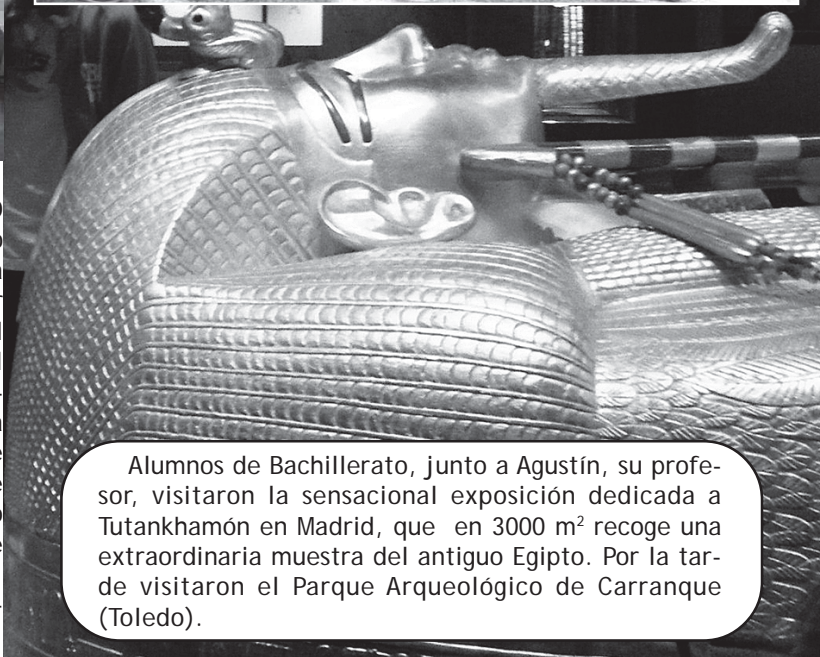 Alumnos de Bachillerato, junto a Agustín, su profe-
sor, visitaron la sensacional exposición dedicada a
Tutankhamón en Madrid, que en 3000 m² recoge una
extraordinaria muestra del antiguo Egipto. Por la tar-
de visitaron el Parque Arqueológico de Carranque
(Toledo).